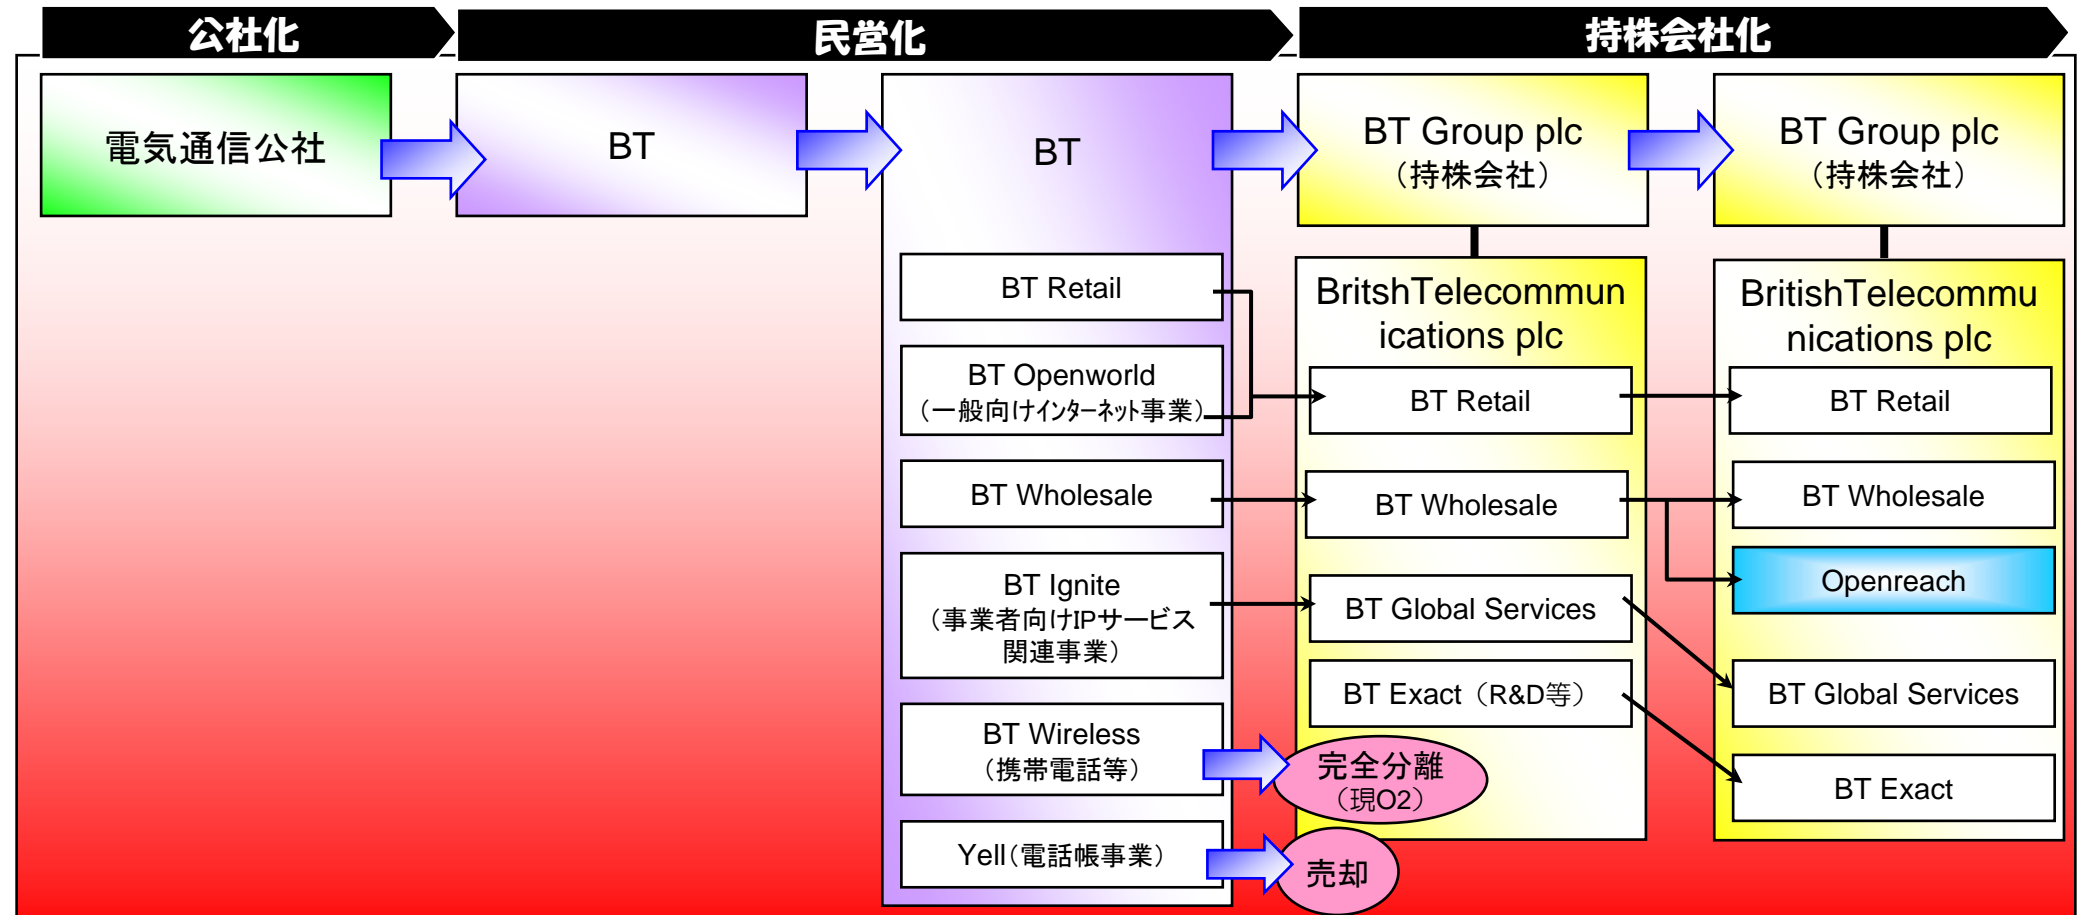 公社化
民営化
持株会社化
電気通信公社
BT
BT
BT Retail
BT Openworld
（一般向けインターネット事業）
BT Wholesale
BT Ignite
（事業者向けIPサービス
関連事業）
BT Wireless
（携帯電話等）
Yell（電話帳事業）
BT Group plc
（持株会社）
BritshTelecommun
ications plc
BT Retail
BT Wholesale
BT Global Services
BT Exact（R&D等）
完全分離
（現O2）
売却
BT Group plc
（持株会社）
BritishTelecommu
nications plc
BT Retail
BT Wholesale
Openreach
BT Global Services
BT Exact